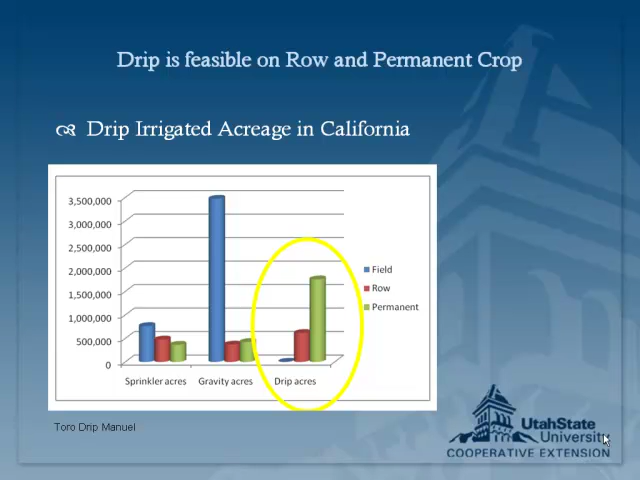 Drip is feasible on Row and Permanent Crop
Drip Irrigated Acreage in California
3,500,000
3,000,000
2,500,000
2,000,000
1,500,000
1,000,000
500,000
0
Sprinkler acres
Gravity acres
Drip acres
Field
Row
Permanent
Toro Drip Manuel
UtahState
University
COOPERATIVE EXTENSION